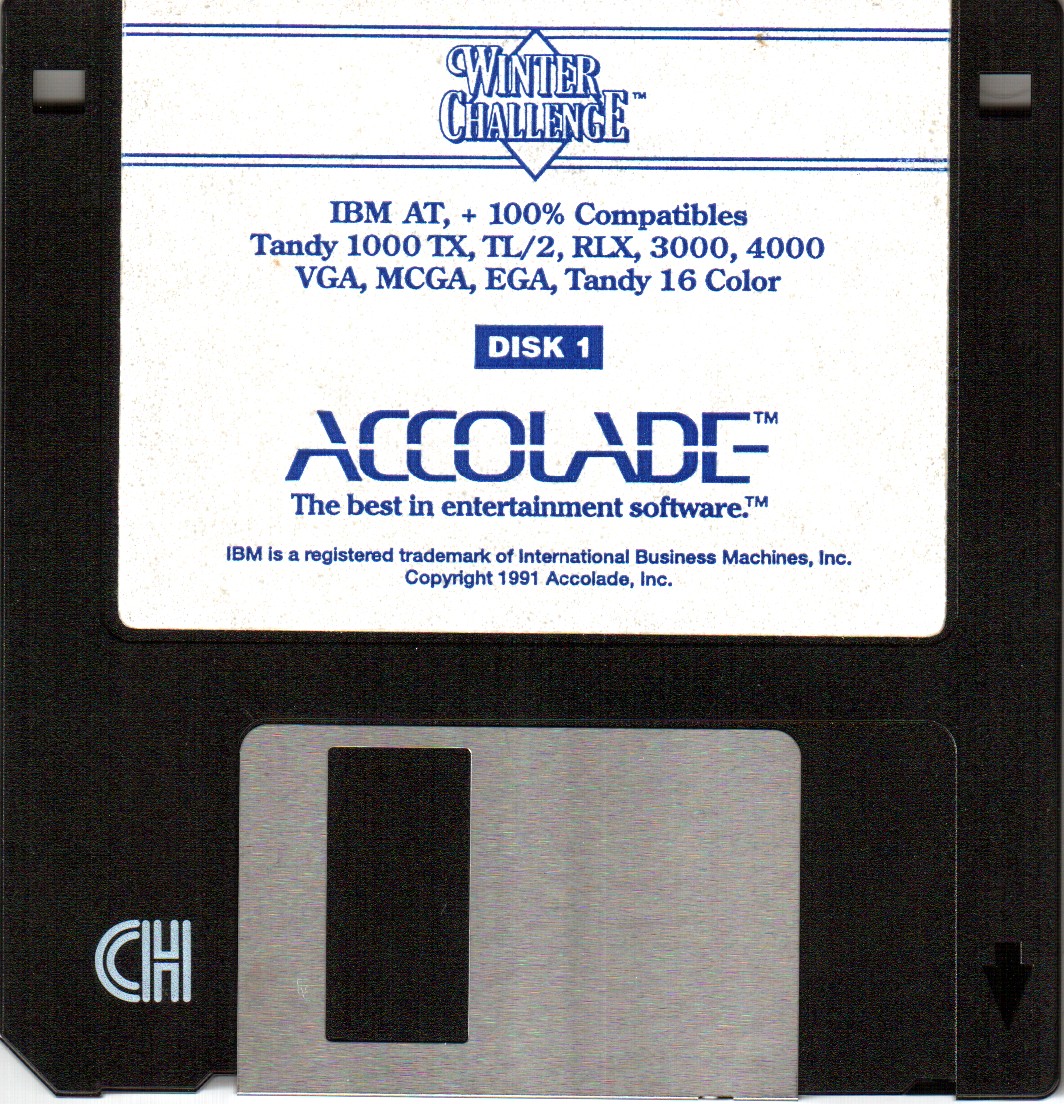 WINTER
CHALLENGE™
IBM AT, + 100% Compatibles
Tandy 1000 TX, TL/2, RLX, 3000, 4000
VGA, MCGA, EGA, Tandy 16 Color
DISK 1
ACCOLADE™
The best in entertainment software.™
IBM is a registered trademark of International Business Machines, Inc.
Copyright 1991 Accolade, Inc.
CH